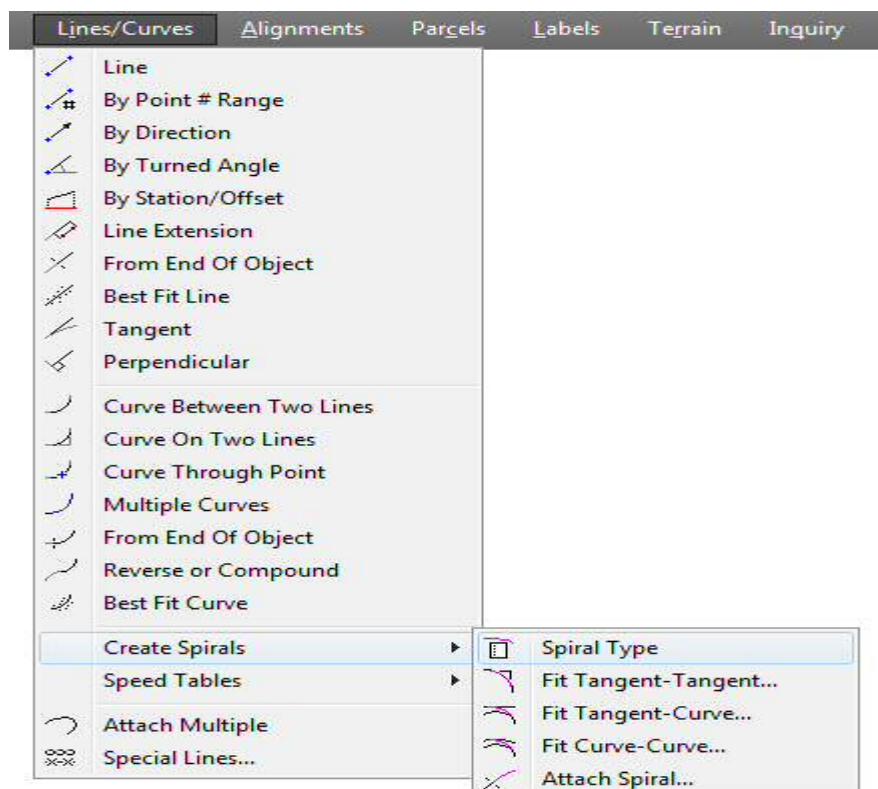 Lines/Curves Alignments Parcels Labels Terrain Inquiry
Line
By Point # Range
By Direction
By Turned Angle
By Station/Offset
Line Extension
From End Of Object
Best Fit Line
Tangent
Perpendicular
Curve Between Two Lines
Curve On Two Lines
Curve Through Point
Multiple Curves
From End Of Object
Reverse or Compound
Best Fit Curve
Create Spirals
Speed Tables
Attach Multiple
Special Lines...
Spiral Type
Fit Tangent-Tangent...
Fit Tangent-Curve...
Fit Curve-Curve...
Attach Spiral...